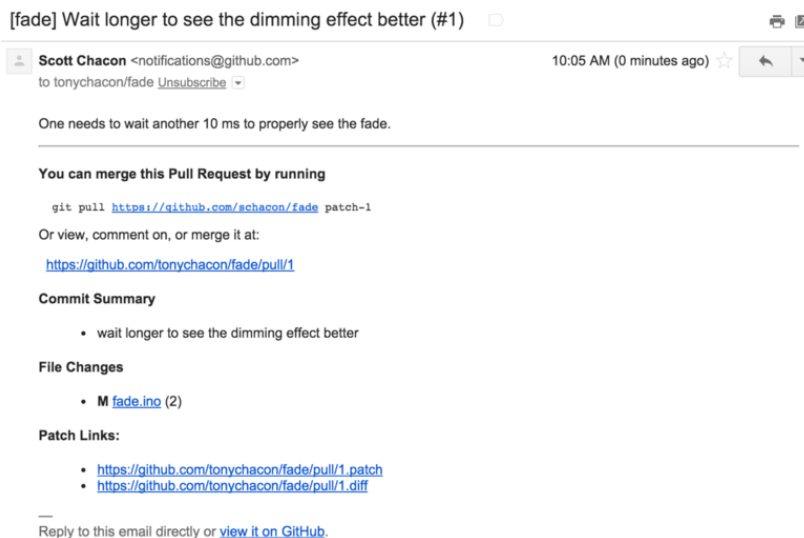 [fade] Wait longer to see the dimming effect better (#1)
Scott Chacon <notifications@github.com> 10:05 AM (0 minutes ago)
to tonychacon/fade Unsubscribe
One needs to wait another 10 ms to properly see the fade.
You can merge this Pull Request by running
git pull https://github.com/schacon/fade patch-1
Or view, comment on, or merge it at:
https://github.com/tonychacon/fade/pull/1
Commit Summary
• wait longer to see the dimming effect better
File Changes
• M fade.ino (2)
Patch Links:
• https://github.com/tonychacon/fade/pull/1.patch
• https://github.com/tonychacon/fade/pull/1.diff
—
Reply to this email directly or view it on GitHub.